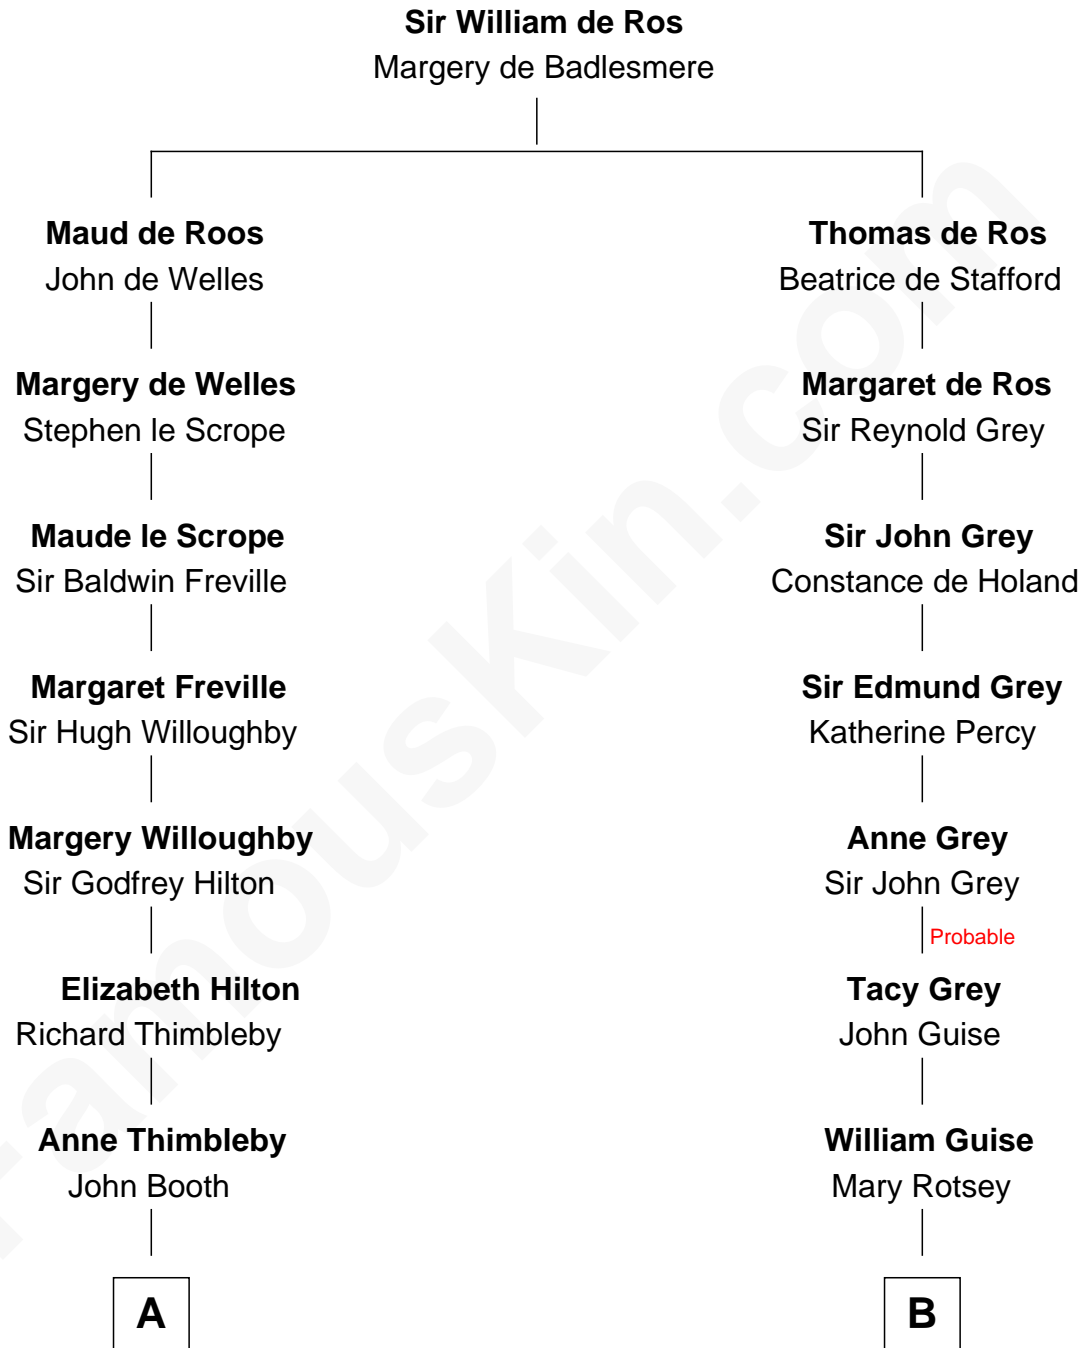 Sir William de Ros
Margery de Badlesmere
Maud de Roos
John de Welles
Thomas de Ros
Beatrice de Stafford
Margery de Welles
Stephen le Scrope
Margaret de Ros
Sir Reynold Grey
Maude le Scrope
Sir Baldwin Freville
Sir John Grey
Constance de Holand
Margaret Freville
Sir Hugh Willoughby
Sir Edmund Grey
Katherine Percy
Margery Willoughby
Sir Godfrey Hilton
Anne Grey
Sir John Grey
Probable
Elizabeth Hilton
Richard Thimbleby
Tacy Grey
John Guise
Anne Thimbleby
John Booth
William Guise
Mary Rotsey
A
B
FamousKin.com